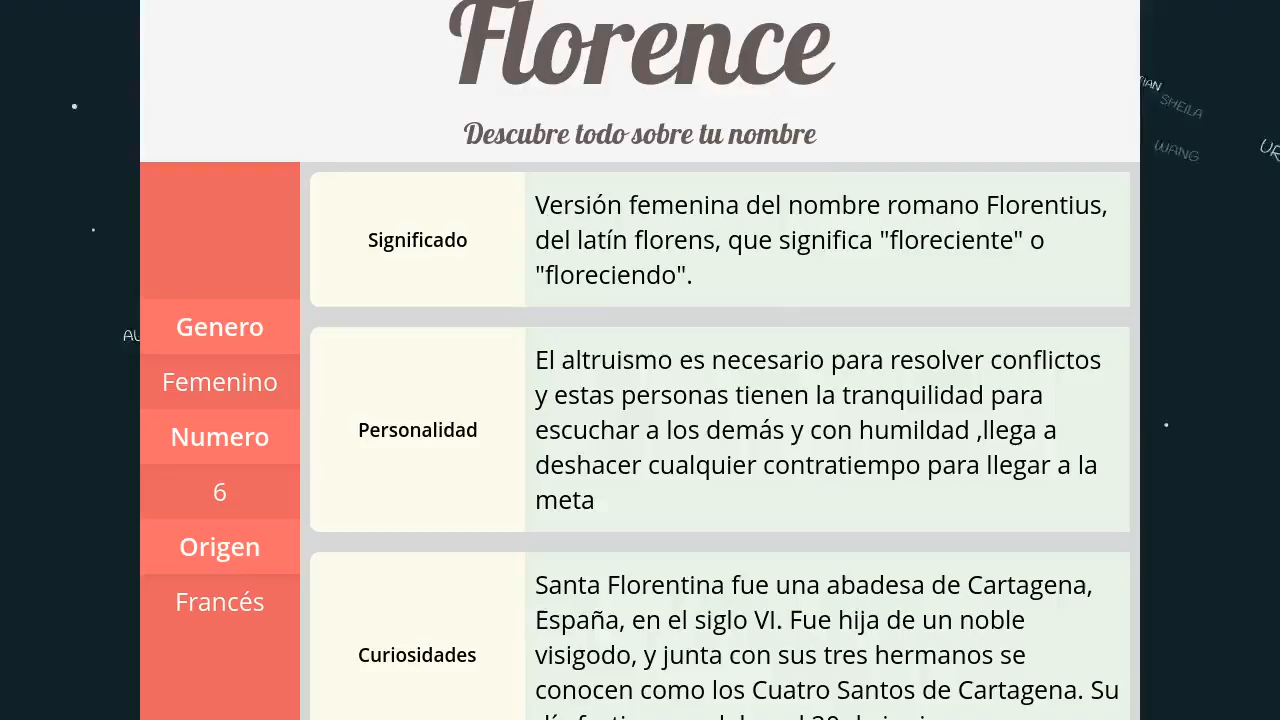 Florence
Descubre todo sobre tu nombre
SHEILA
WANG
Genero
Femenino
Numero
6
Origen
Francés
Significado
Versión femenina del nombre romano Florentius,
del latín florens, que significa "floreciente" o
"floreciendo".
Personalidad
El altruismo es necesario para resolver conflictos
y estas personas tienen la tranquilidad para
escuchar a los demás y con humildad ,llega a
deshacer cualquier contratiempo para llegar a la
meta
Curiosidades
Santa Florentina fue una abadesa de Cartagena,
España, en el siglo VI. Fue hija de un noble
visigodo, y junta con sus tres hermanos se
conocen como los Cuatro Santos de Cartagena. Su